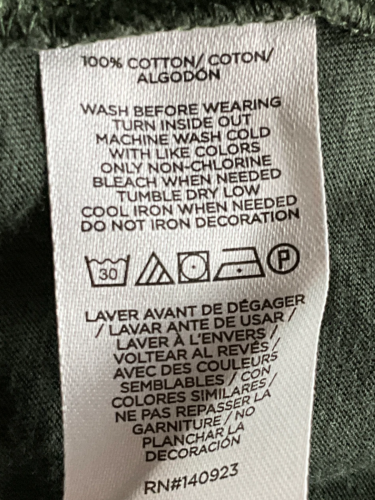 100% COTTON/ COTON/
ALGODÓN
WASH BEFORE WEARING
TURN INSIDE OUT
MACHINE WASH COLD
WITH LIKE COLORS
ONLY NON-CHLORINE
BLEACH WHEN NEEDED
TUMBLE DRY LOW
COOL IRON WHEN NEEDED
DO NOT IRON DECORATION
30 P
LAVER AVANT DE DÉGAGER
/ LAVAR ANTE DE USAR /
LAVER À L'ENVERS /
VOLTEAR AL REVÉS /
AVEC DES COULEURS
SEMBLABLES / CON
COLORES SIMILARES /
NE PAS REPASSER LA
GARNITURE / NO
PLANCHAR LA
DECORACIÓN
RN#140923